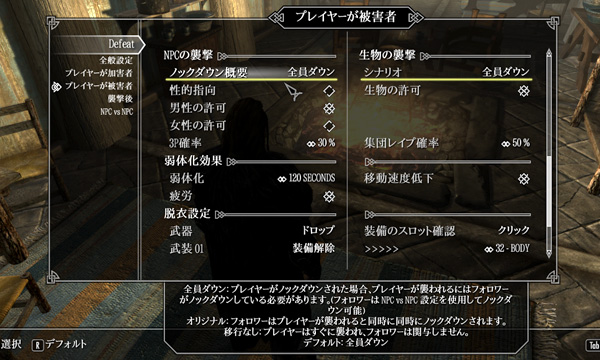 プレイヤーが被害者
Defeat
全般設定
プレイヤーが加害者
プレイヤーが被害者
襲撃後
NPC vs NPC
NPCの襲撃
ノックダウン概要 全員ダウン
性的指向
男性の許可
女性の許可
3P確率 30 %
弱体化効果
弱体化 120 SECONDS
疲労
脱衣設定
武器 ドロップ
武装 01 装備解除
生物の襲撃
シナリオ 全員ダウン
生物の許可
集団レイプ確率 50 %
移動速度低下
装備のスロット確認 クリック
>>>>> 32 - BODY
全員ダウン: プレイヤーがノックダウンされた場合、プレイヤーが襲われるにはフォロワー
がノックダウンしている必要があります。(フォロワーは NPC vs NPC 設定を使用してノックダ
ウン可能)
オリジナル: フォロワーはプレイヤーが襲われると同時に同時にノックダウンされます。
移行なし: プレイヤーはすぐに襲われ、フォロワーは関与しません。
デフォルト: 全員ダウン
選択 R デフォルト
Tab